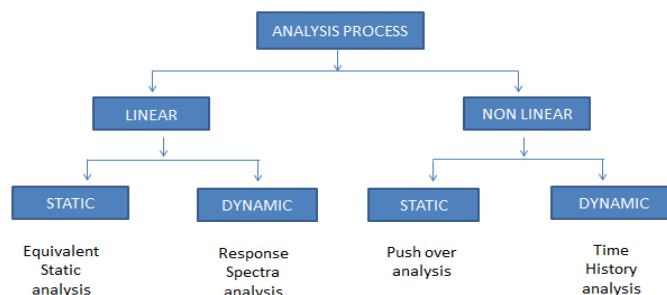 ANALYSIS PROCESS
LINEAR
NON LINEAR
STATIC
DYNAMIC
STATIC
DYNAMIC
Equivalent
Static
analysis
Response
Spectra
analysis
Push over
analysis
Time
History
analysis